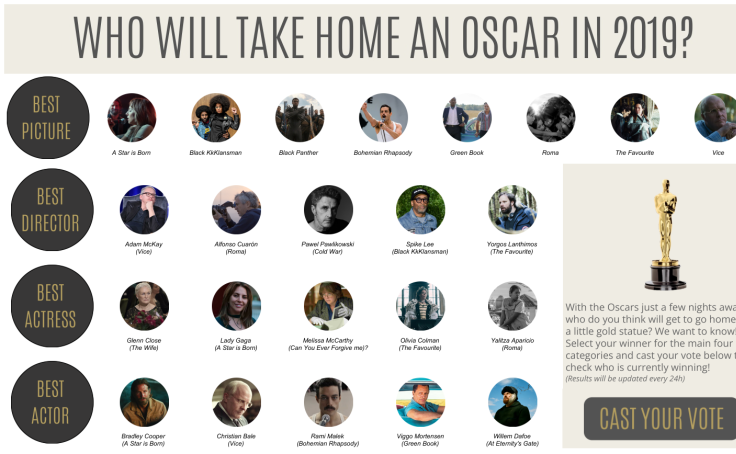 WHO WILL TAKE HOME AN OSCAR IN 2019?
BEST
PICTURE
A Star is Born
Black KkKlansman
Black Panther
Bohemian Rhapsody
Green Book
Roma
The Favourite
Vice
BEST
DIRECTOR
Adam McKay
(Vice)
Alfonso Cuarón
(Roma)
Pawel Pawlikowski
(Cold War)
Spike Lee
(Black KkKlansman)
Yorgos Lanthimos
(The Favourite)
BEST
ACTRESS
Glenn Close
(The Wife)
Lady Gaga
(A Star is Born)
Melissa McCarthy
(Can You Ever Forgive me)?
Olivia Colman
(The Favourite)
Yalitza Aparicio
(Roma)
BEST
ACTOR
Bradley Cooper
(A Star is Born)
Christian Bale
(Vice)
Rami Malek
(Bohemian Rhapsody)
Viggo Mortensen
(Green Book)
Willem Dafoe
(At Eternity's Gate)
With the Oscars just a few nights
who do you think will get to go home
a little gold statue? We want to know!
Select your winner for the main four
categories and cast your vote below
check who is currently winning!
(Results will be updated every 24h)
CAST YOUR VOTE